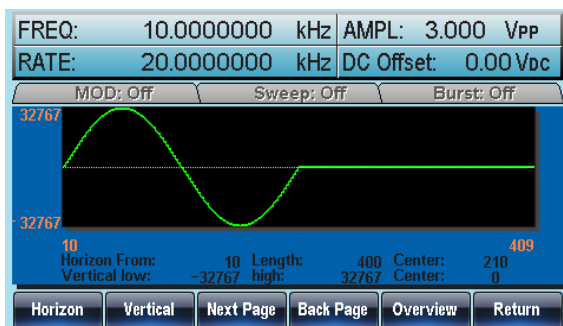 FREQ: 10.0000000 kHz AMPL: 3.000 VPP
RATE: 20.0000000 kHz DC Offset: 0.00 VDC
MOD: Off Sweep: Off Burst: Off
32767
- 32767
10 409
Horizon From: 10 Length: 400 Center: 210
Vertical low: -32767 high: 32767 Center: 0
Horizon Vertical Next Page Back Page Overview Return